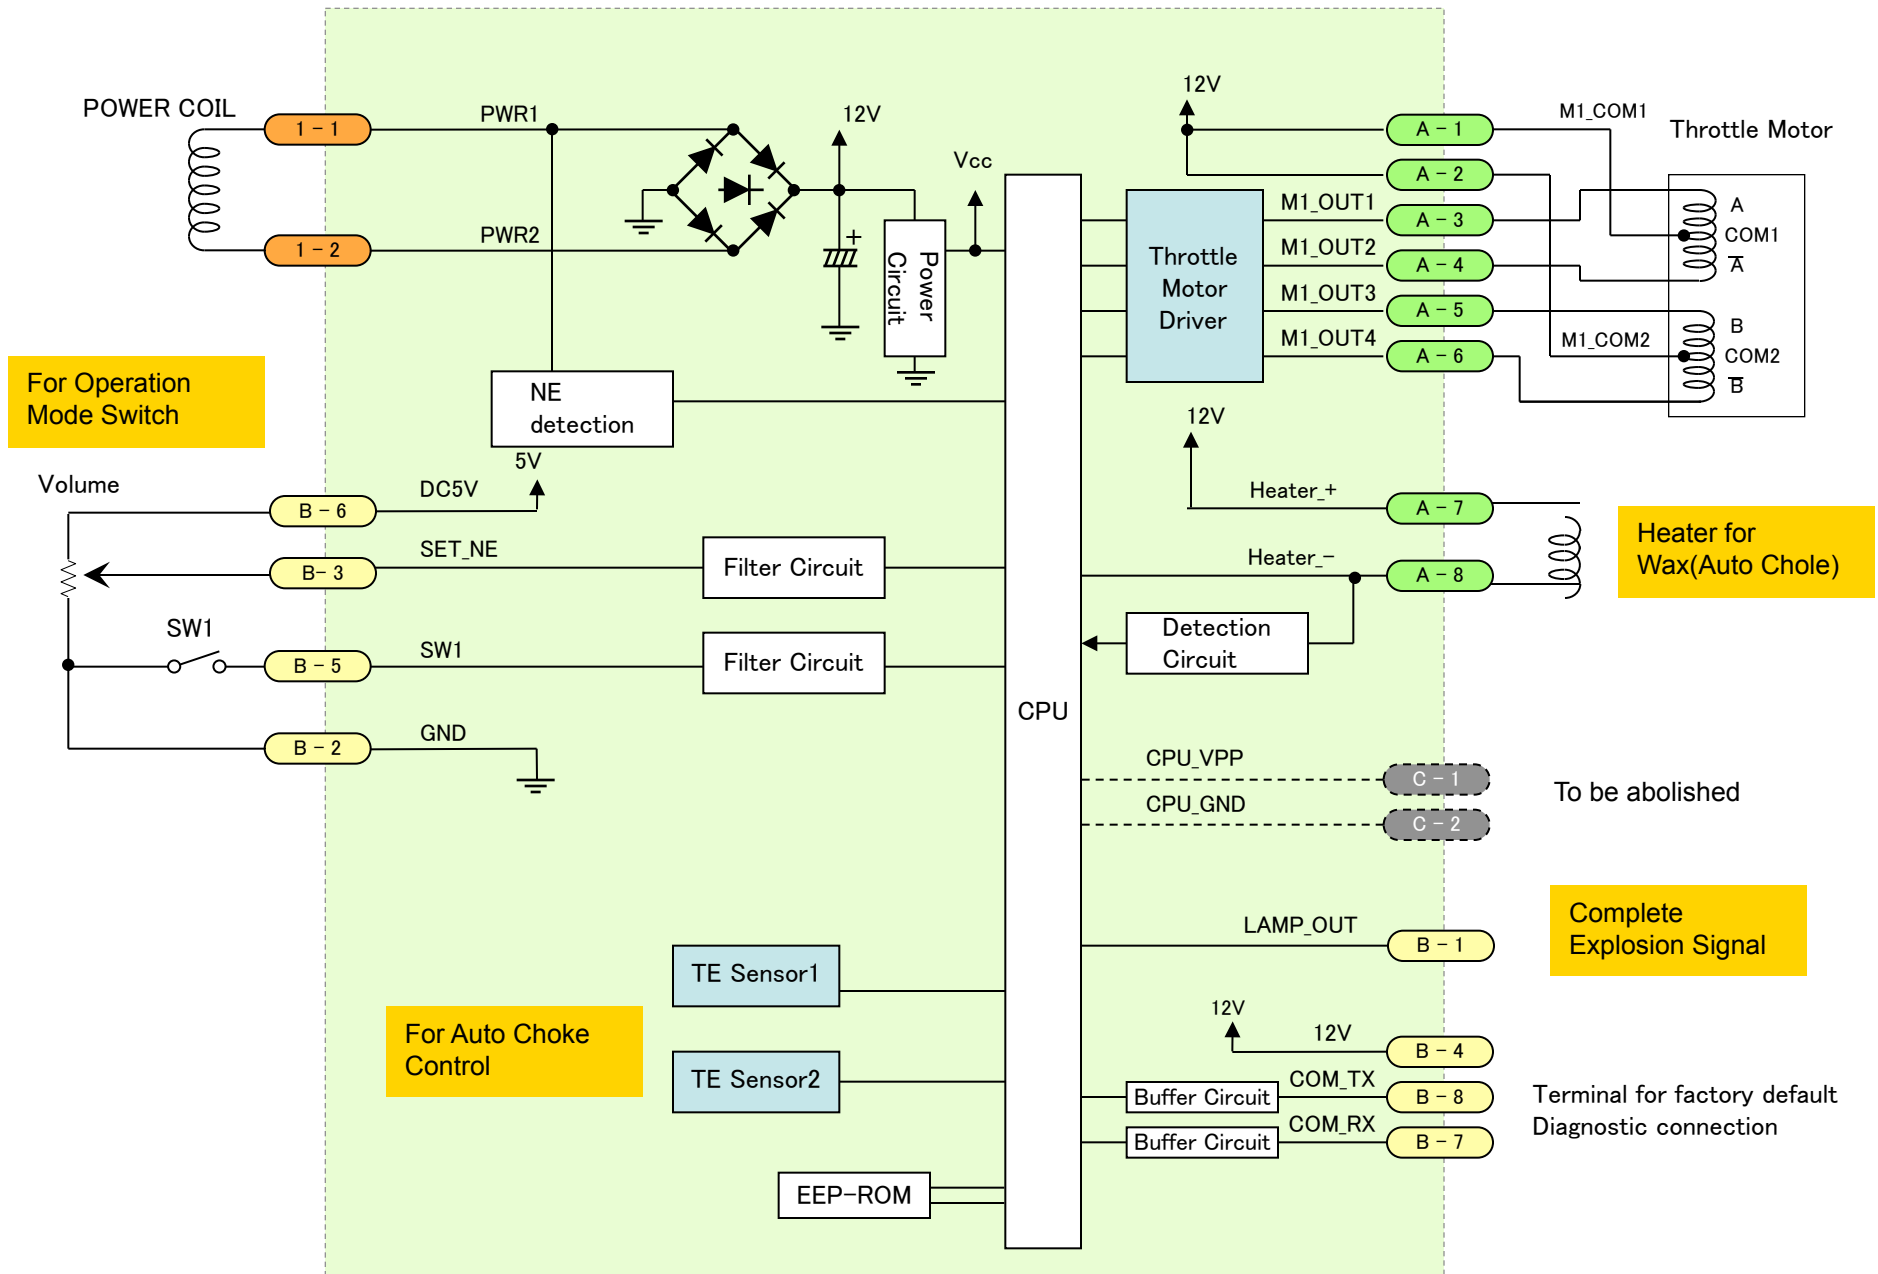 POWER COIL
1 - 1
PWR1
12V
Vcc
1 - 2
PWR2
Power
Circuit
NE
detection
For Operation
Mode Switch
Volume
5V
B - 6
DC5V
B- 3
SET_NE
Filter Circuit
SW1
B - 5
SW1
Filter Circuit
B - 2
GND
CPU
TE Sensor1
For Auto Choke
Control
TE Sensor2
EEP-ROM
12V
A - 1
M1_COM1
Throttle Motor
A - 2
Throttle
Motor
Driver
M1_OUT1
A - 3
M1_OUT2
A - 4
M1_OUT3
A - 5
M1_OUT4
A - 6
M1_COM2
A
COM1
A̅
B
COM2
B̅
12V
Heater_+
A - 7
Heater_-
A - 8
Heater for
Wax(Auto Chole)
Detection
Circuit
CPU_VPP
C - 1
CPU_GND
C - 2
To be abolished
LAMP_OUT
B - 1
Complete
Explosion Signal
12V
12V
B - 4
Buffer Circuit
COM_TX
B - 8
Buffer Circuit
COM_RX
B - 7
Terminal for factory default
Diagnostic connection